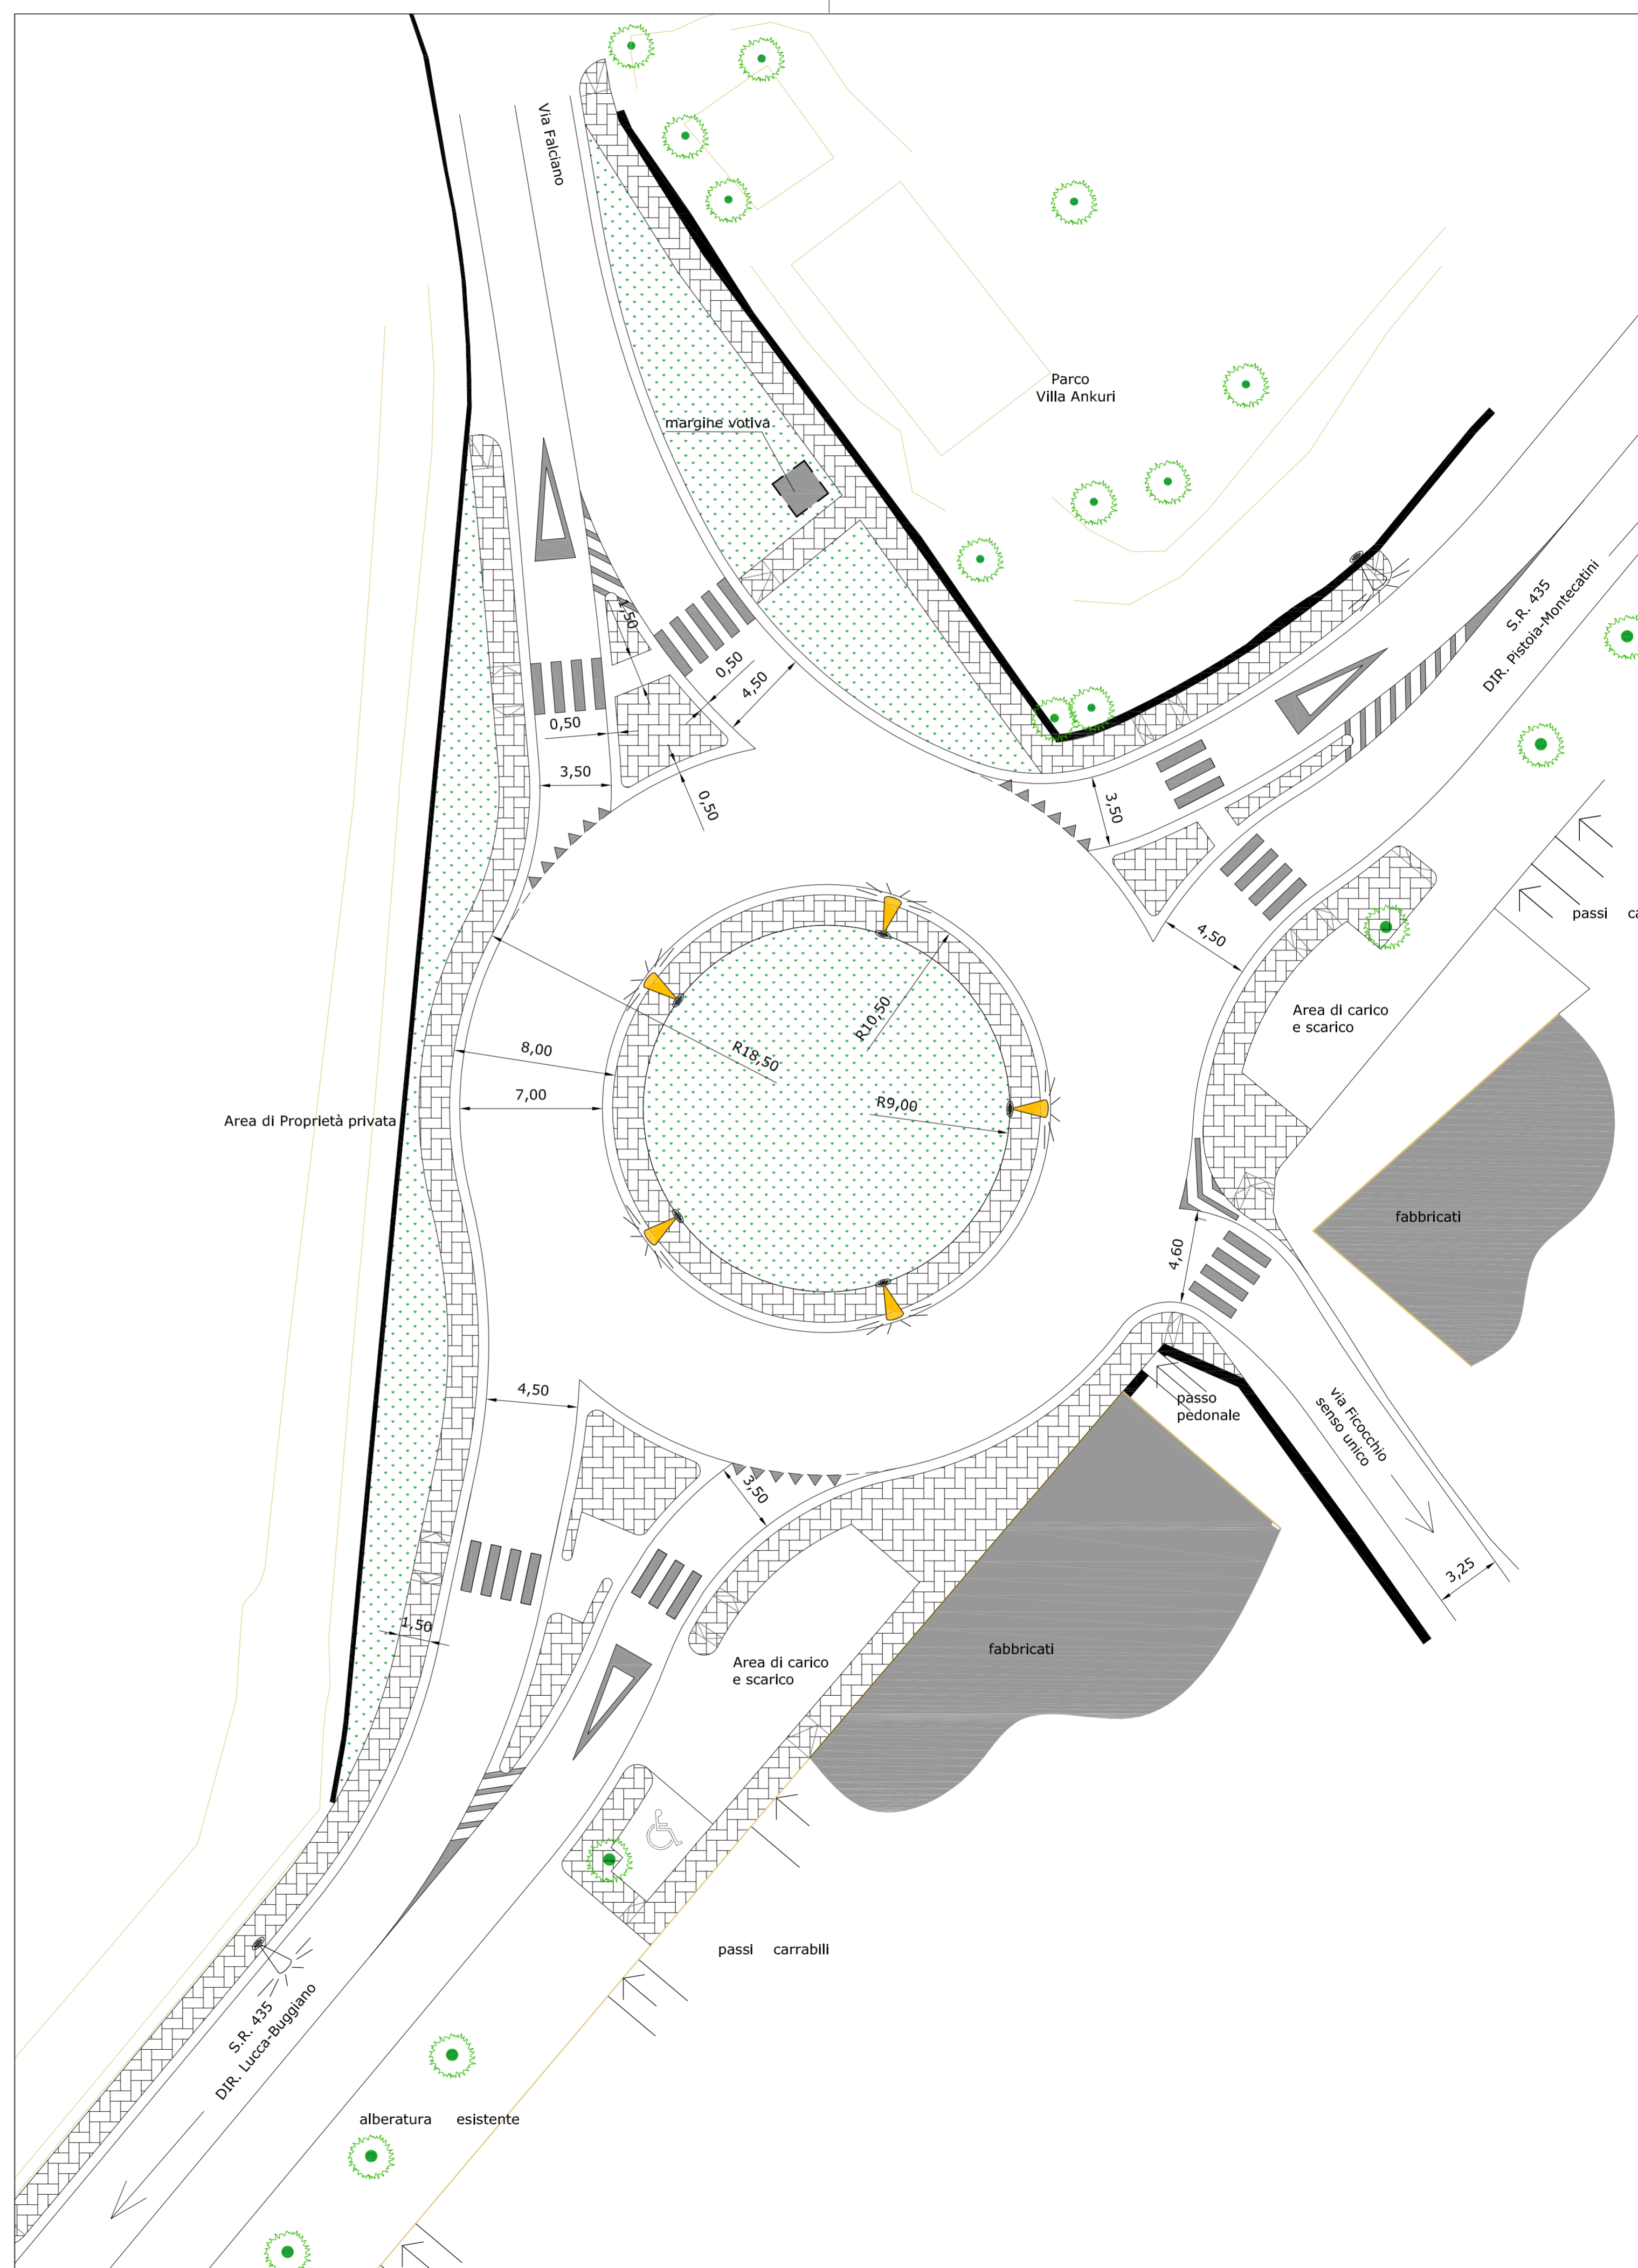 Via Falciano
Parco
Villa Ankuri
margine votiva
S.R. 435
DIR. Pistoia-Montecatini
1,50
0,50
4,50
0,50
3,50
0,50
3,50
4,50
passi ca
Area di carico
e scarico
R10,50
R18,50
8,00
7,00
R9,00
Area di Proprietà privata
fabbricati
4,60
4,50
passo
pedonale
via Ficocchio
senso unico
3,50
3,25
1,50
Area di carico
e scarico
fabbricati
passi carrabili
S.R. 435
DIR. Lucca-Buggiano
alberatura esistente